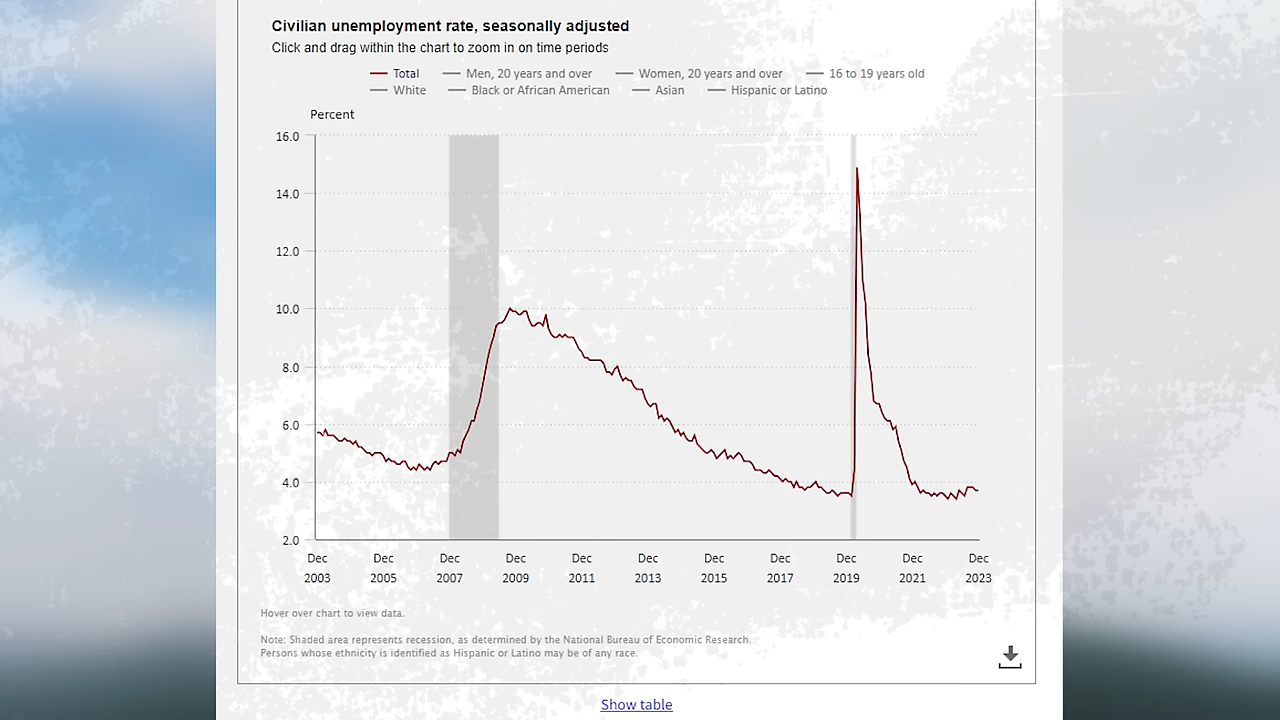 Civilian unemployment rate, seasonally adjusted
Click and drag within the chart to zoom in on time periods
Total Men, 20 years and over Women, 20 years and over 16 to 19 years old
White Black or African American Asian Hispanic or Latino
Percent
16.0
14.0
12.0
10.0
8.0
6.0
4.0
2.0
Dec Dec Dec Dec Dec Dec Dec Dec Dec Dec Dec
2003 2005 2007 2009 2011 2013 2015 2017 2019 2021 2023
Hover over chart to view data.
Note: Shaded area represents recession, as determined by the National Bureau of Economic Research.
Persons whose ethnicity is identified as Hispanic or Latino may be of any race.
Show table